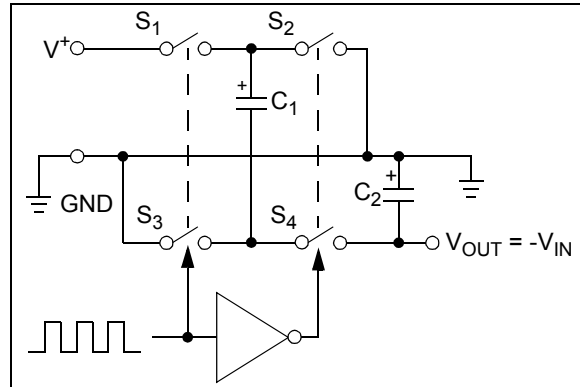 S1 S2
V+
+
C1
+
C2
GND
S3 S4
VOUT = -VIN